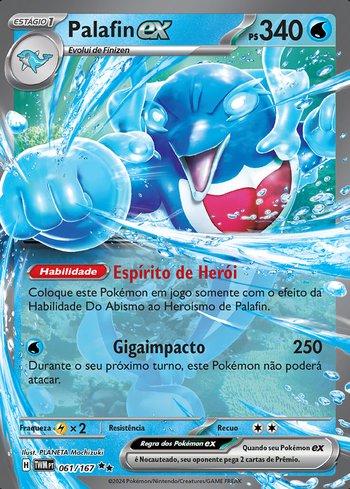 ESTÁGIO 1
Palafin ex
PS 340
Evolui de Finizen
Habilidade Espírito de Herói
Coloque este Pokémon em jogo somente com o efeito da
Habilidade Do Abismo ao Heroísmo de Palafin.
Gigaimpacto 250
Durante o seu próximo turno, este Pokémon não poderá
atacar.
Fraqueza ×2 Resistência Recuo
Ilust. PLANETA Mochizuki
H TWM PT 061/167
Regra dos Pokémon ex
Quando seu Pokémon ex
é Nocauteado, seu oponente pega 2 cartas de Prêmio.
©2024 Pokémon/Nintendo/Creatures/GAME FREAK